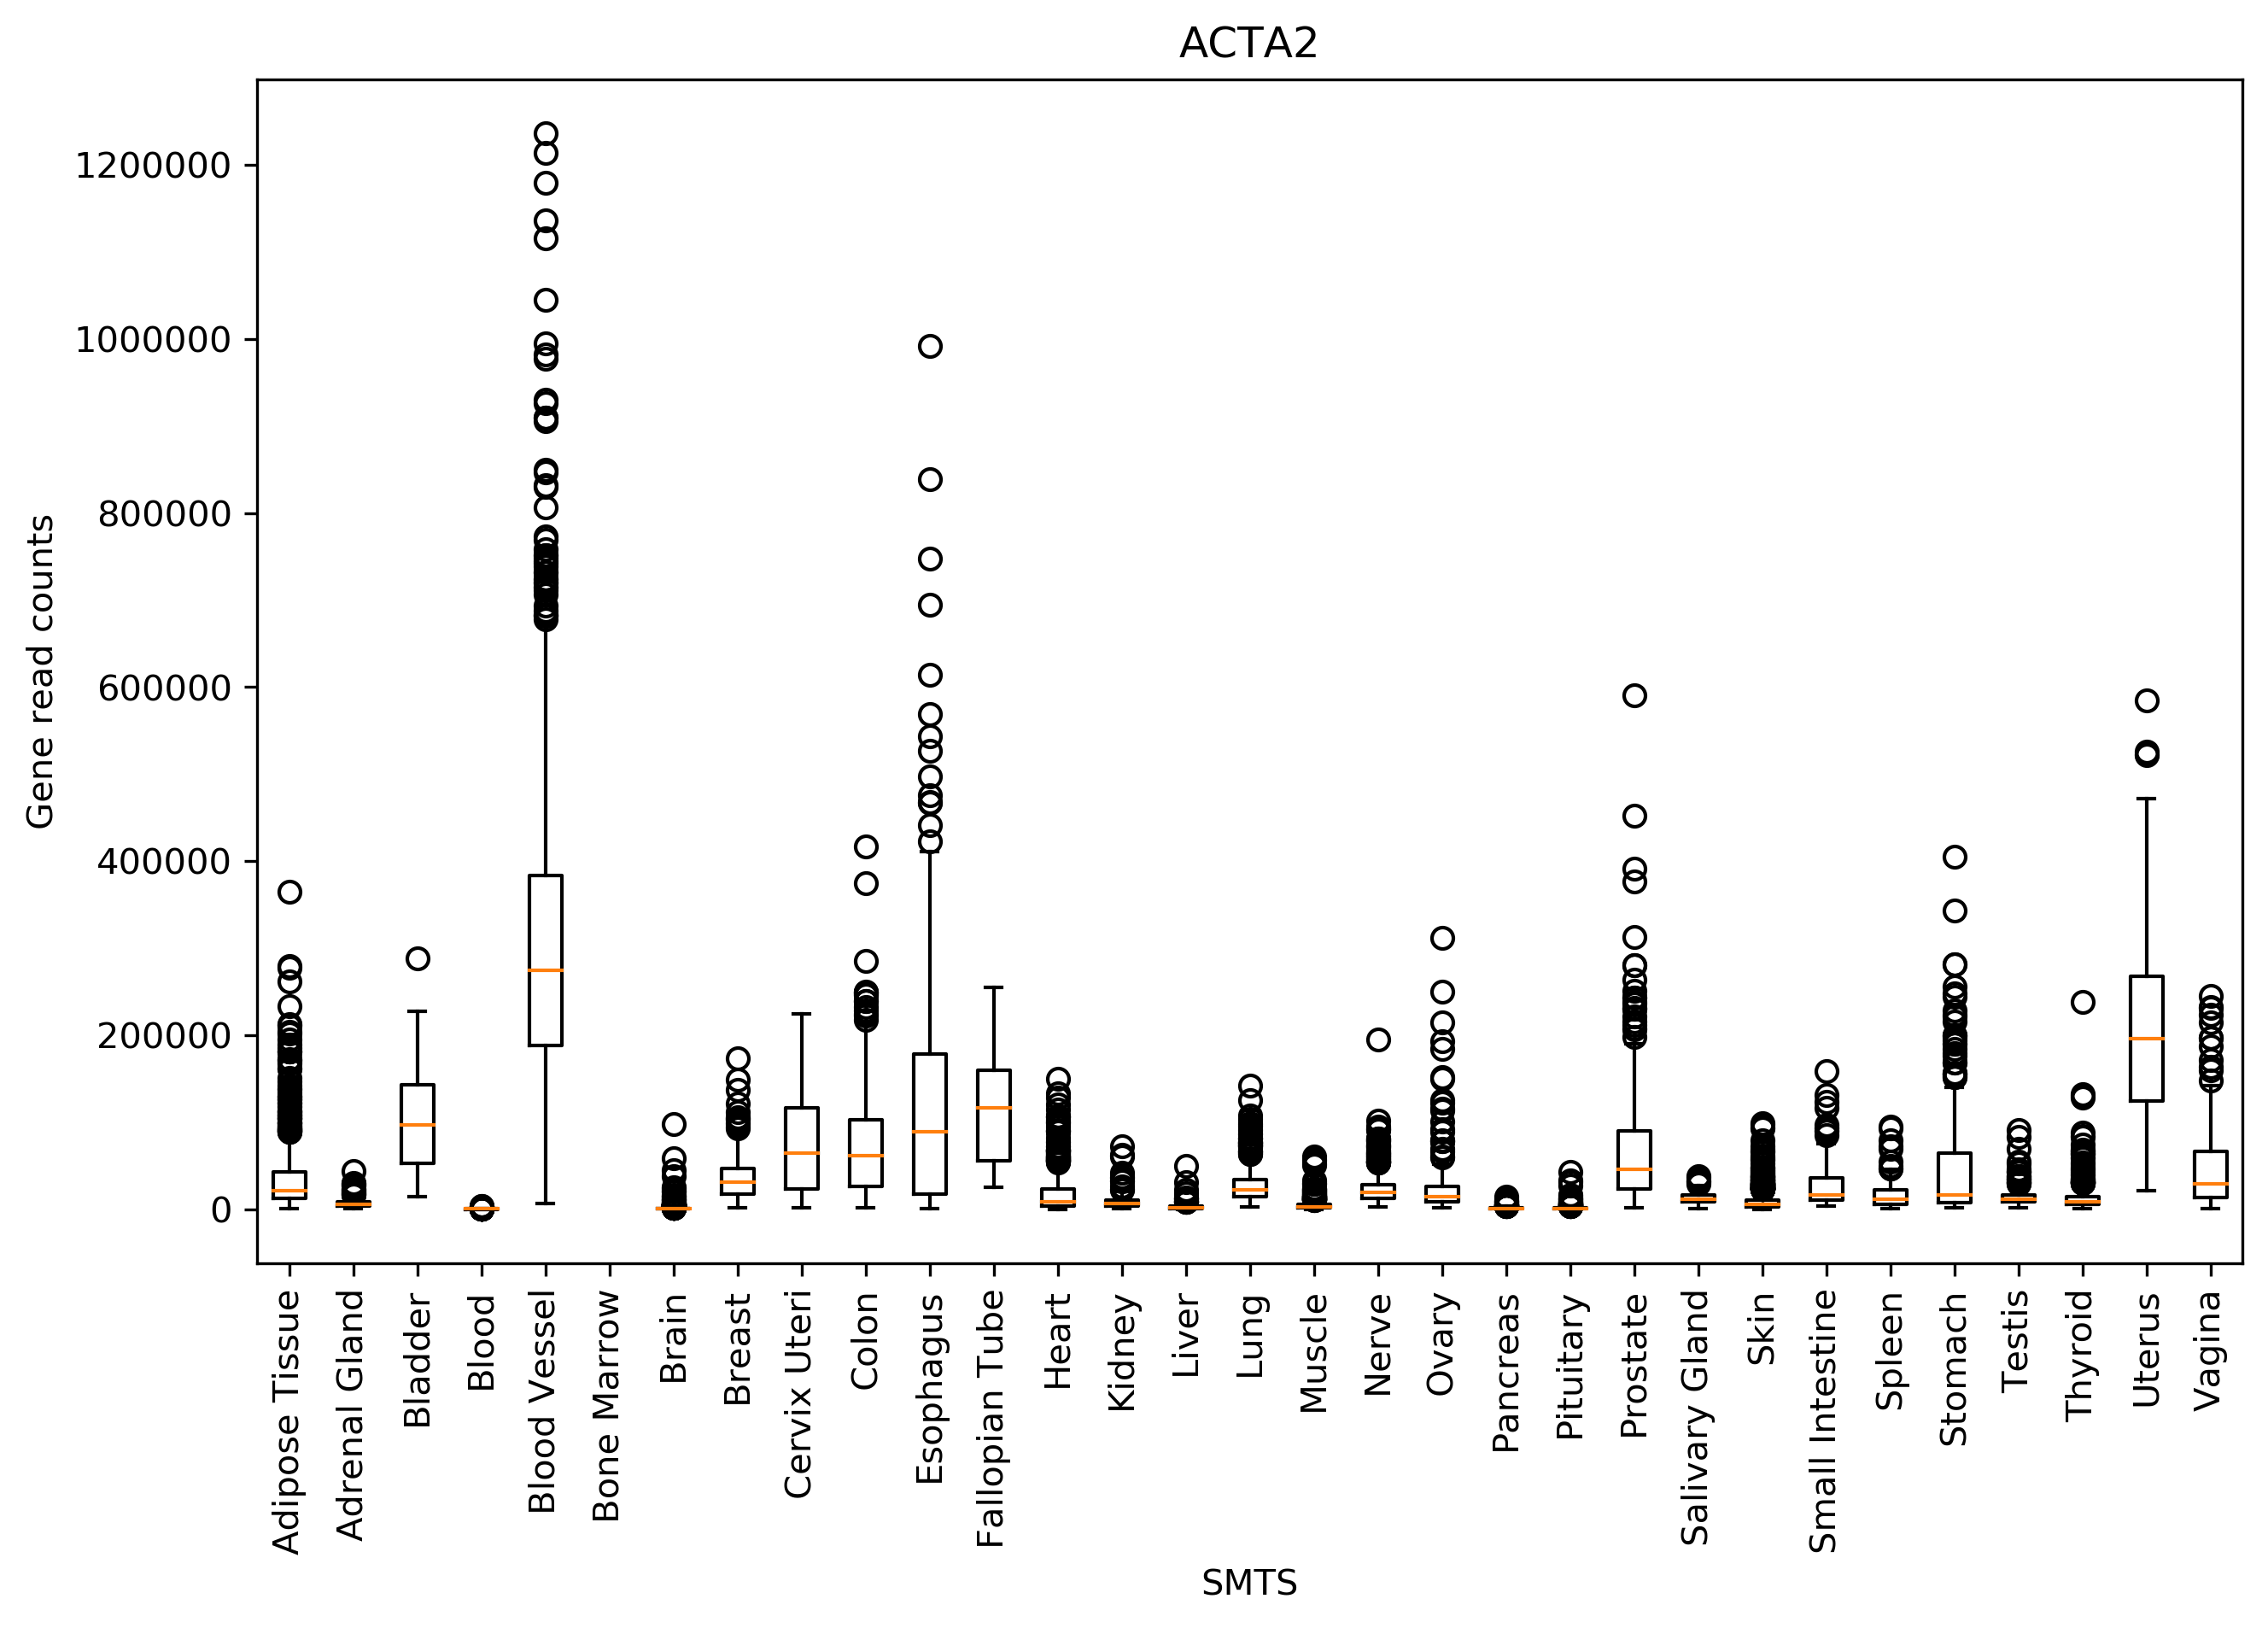 ACTA2
1200000
1000000
800000
600000
400000
200000
0
Gene read counts
Adipose Tissue
Adrenal Gland
Bladder
Blood
Blood Vessel
Bone Marrow
Brain
Breast
Cervix Uteri
Colon
Esophagus
Fallopian Tube
Heart
Kidney
Liver
Lung
Muscle
Nerve
Ovary
Pancreas
Pituitary
Prostate
Salivary Gland
Skin
Small Intestine
Spleen
Stomach
Testis
Thyroid
Uterus
Vagina
SMTS